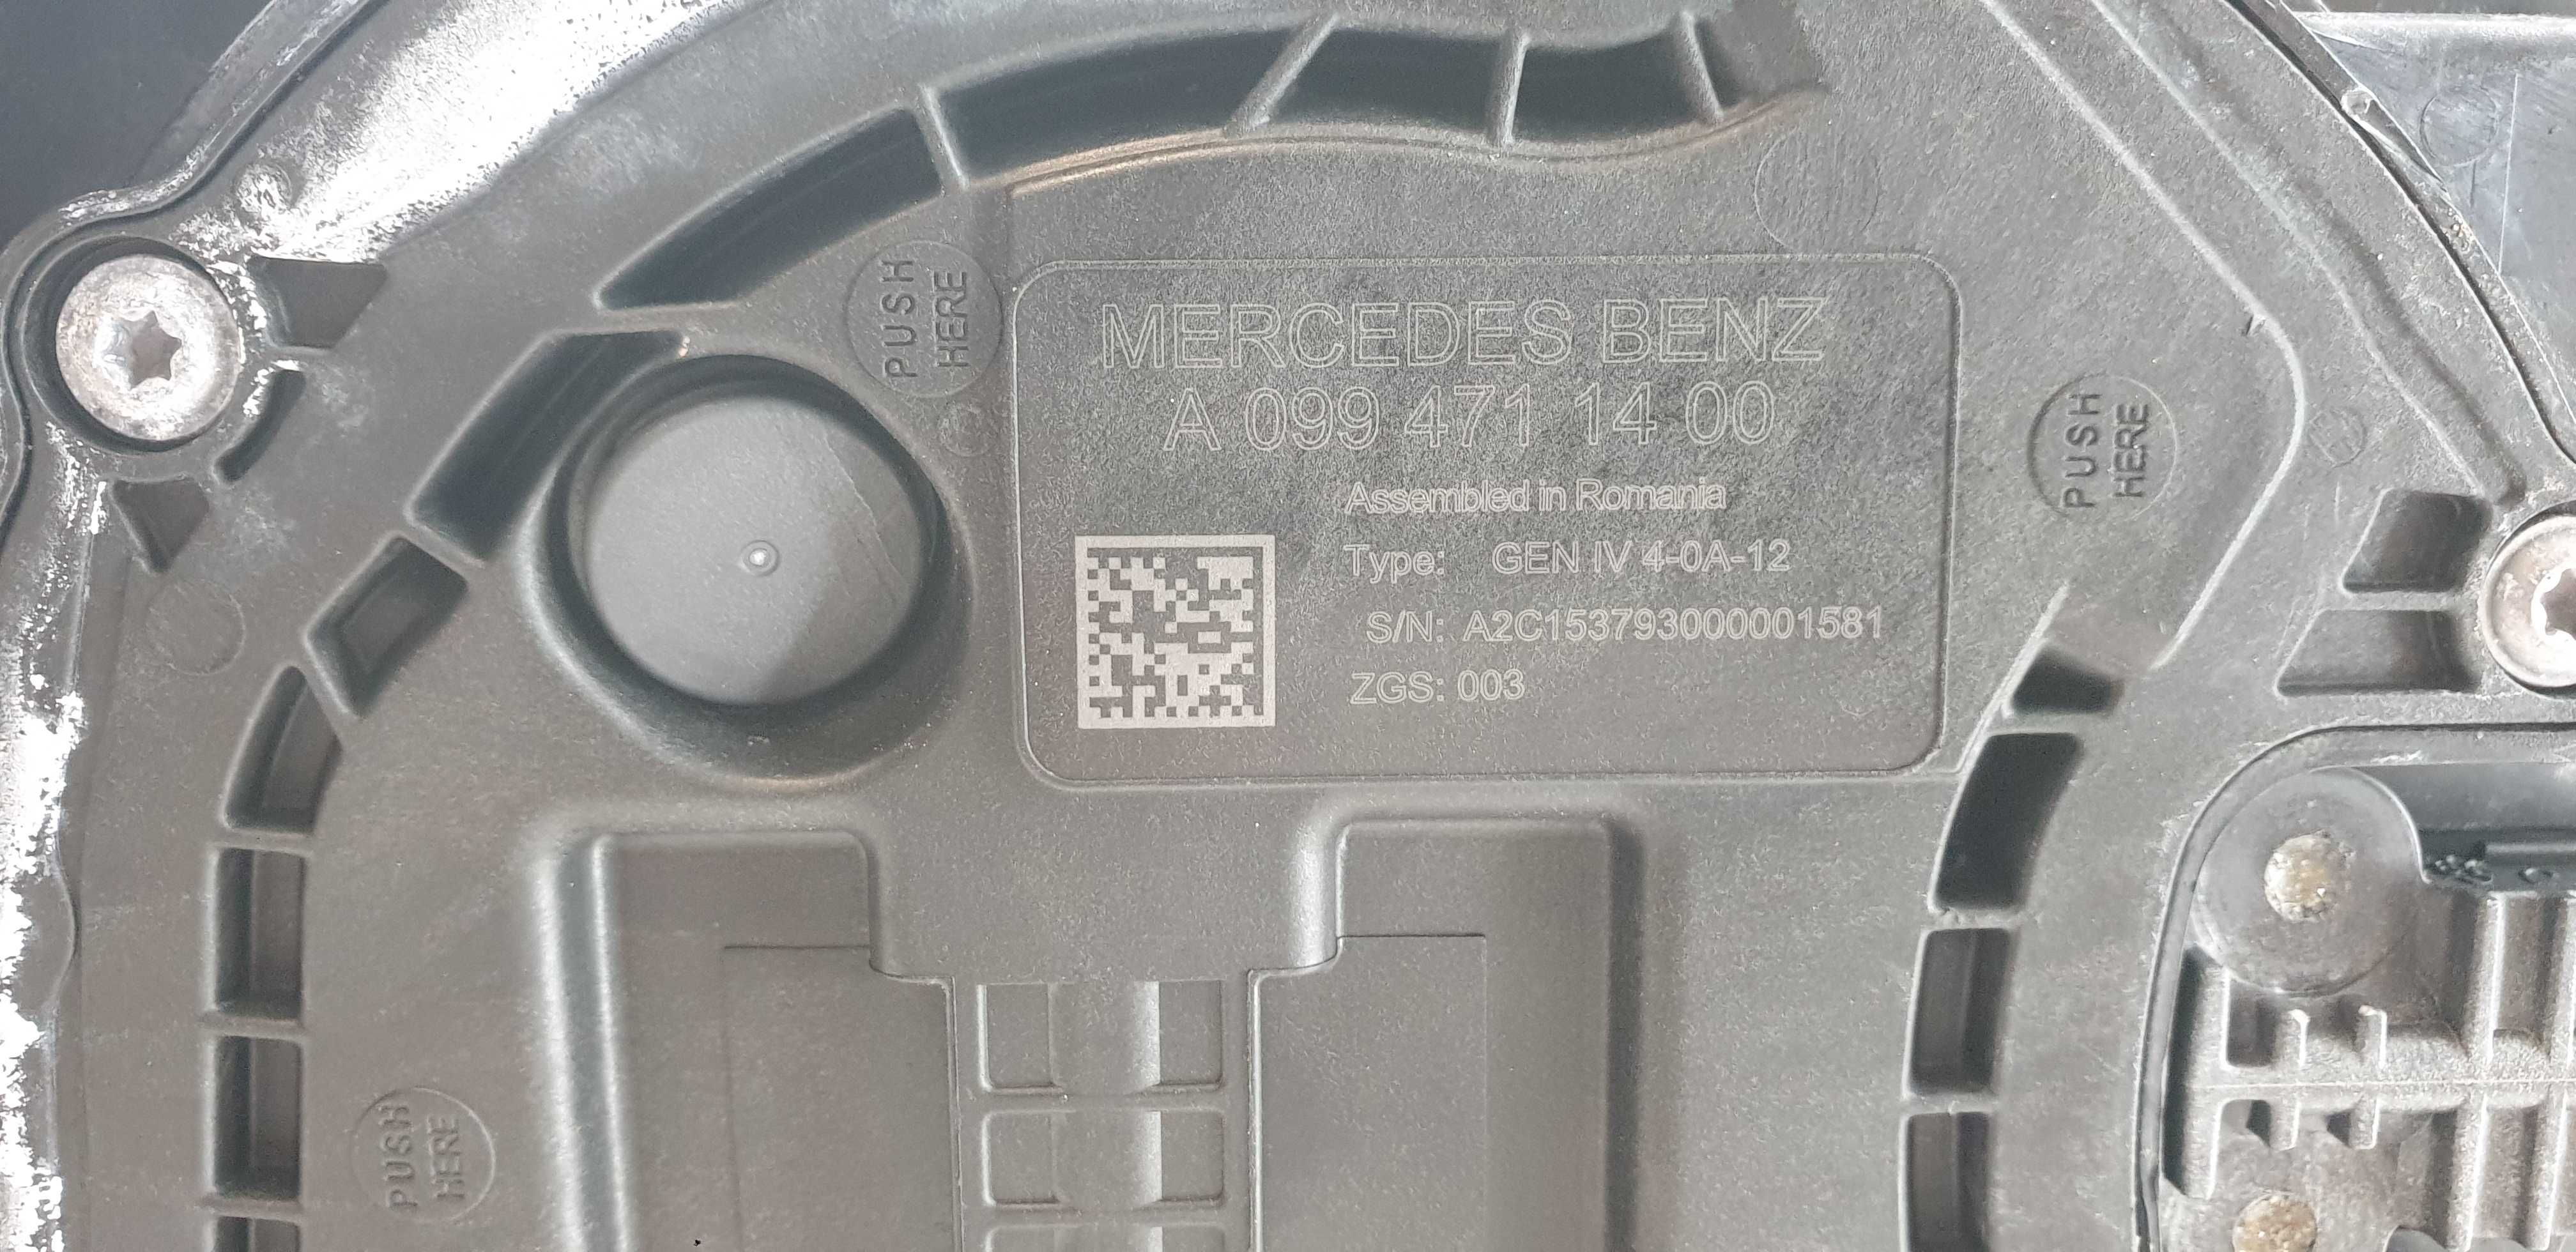 PUSH
HERE
MERCEDES BENZ
A 099 471 14 00
Assembled in Romania
Type: GEN IV 4-0A-12
S/N: A2C153793000001581
ZGS: 003
PUSH
HERE
PUSH
HERE